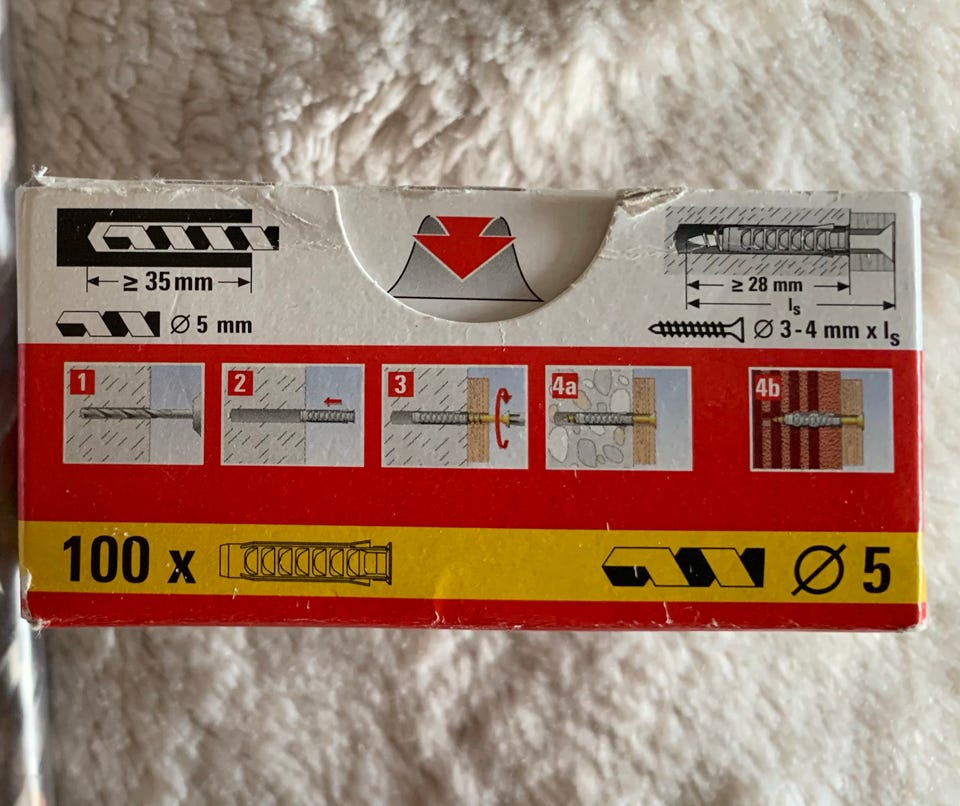 ≥ 35 mm
Ø 5 mm
≥ 28 mm
ls
Ø 3-4 mm x ls
1
2
3
4a
4b
100 x
Ø 5